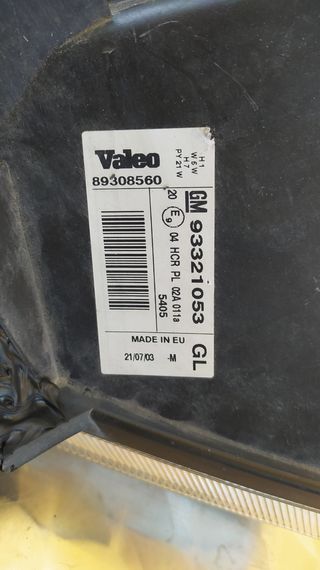 Valeo
89308560
H1
W5W
H7
PY21W
GM 93321053 GL
20 E9 04 HCR PL 02A 011a
5405
MADE IN EU
21/07/03 -M